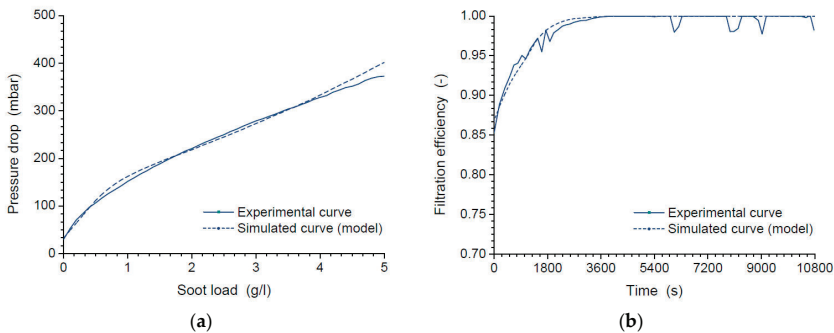 500
400
300
200
100
0
Pressure drop (mbar)
Experimental curve
Simulated curve (model)
0 1 2 3 4 5
Soot load (g/l)
(a)
1.00
0.95
0.90
0.85
0.80
0.75
0.70
Filtration efficiency (-)
Experimental curve
Simulated curve (model)
0 1800 3600 5400 7200 9000 10800
Time (s)
(b)